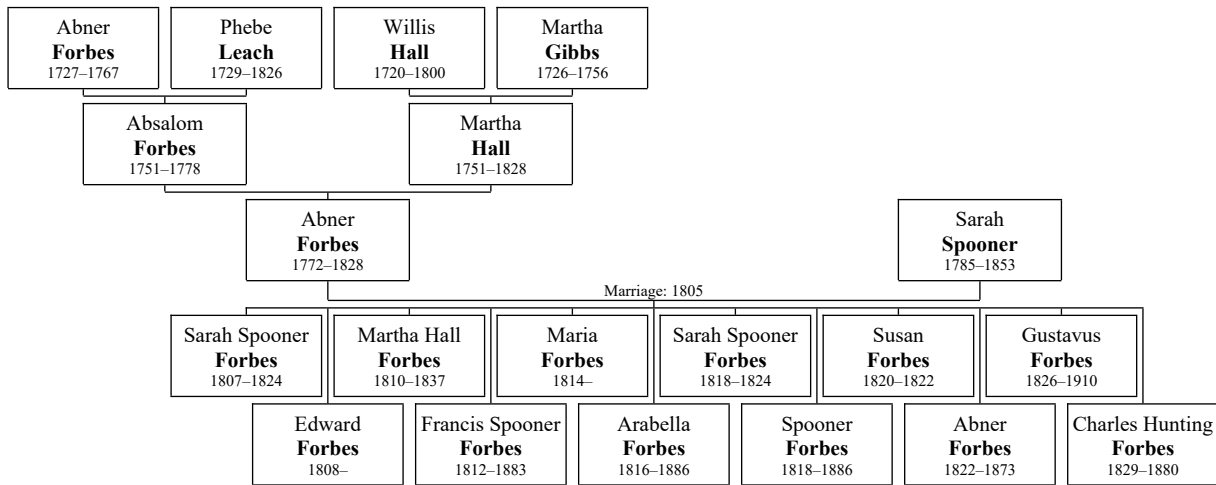 Abner
Forbes
1727–1767
Phebe
Leach
1729–1826
Willis
Hall
1720–1800
Martha
Gibbs
1726–1756
Absalom
Forbes
1751–1778
Martha
Hall
1751–1828
Abner
Forbes
1772–1828
Sarah
Spooner
1785–1853
Marriage: 1805
Sarah Spooner
Forbes
1807–1824
Martha Hall
Forbes
1810–1837
Maria
Forbes
1814–
Sarah Spooner
Forbes
1818–1824
Susan
Forbes
1820–1822
Gustavus
Forbes
1826–1910
Edward
Forbes
1808–
Francis Spooner
Forbes
1812–1883
Arabella
Forbes
1816–1886
Spooner
Forbes
1818–1886
Abner
Forbes
1822–1873
Charles Hunting
Forbes
1829–1880